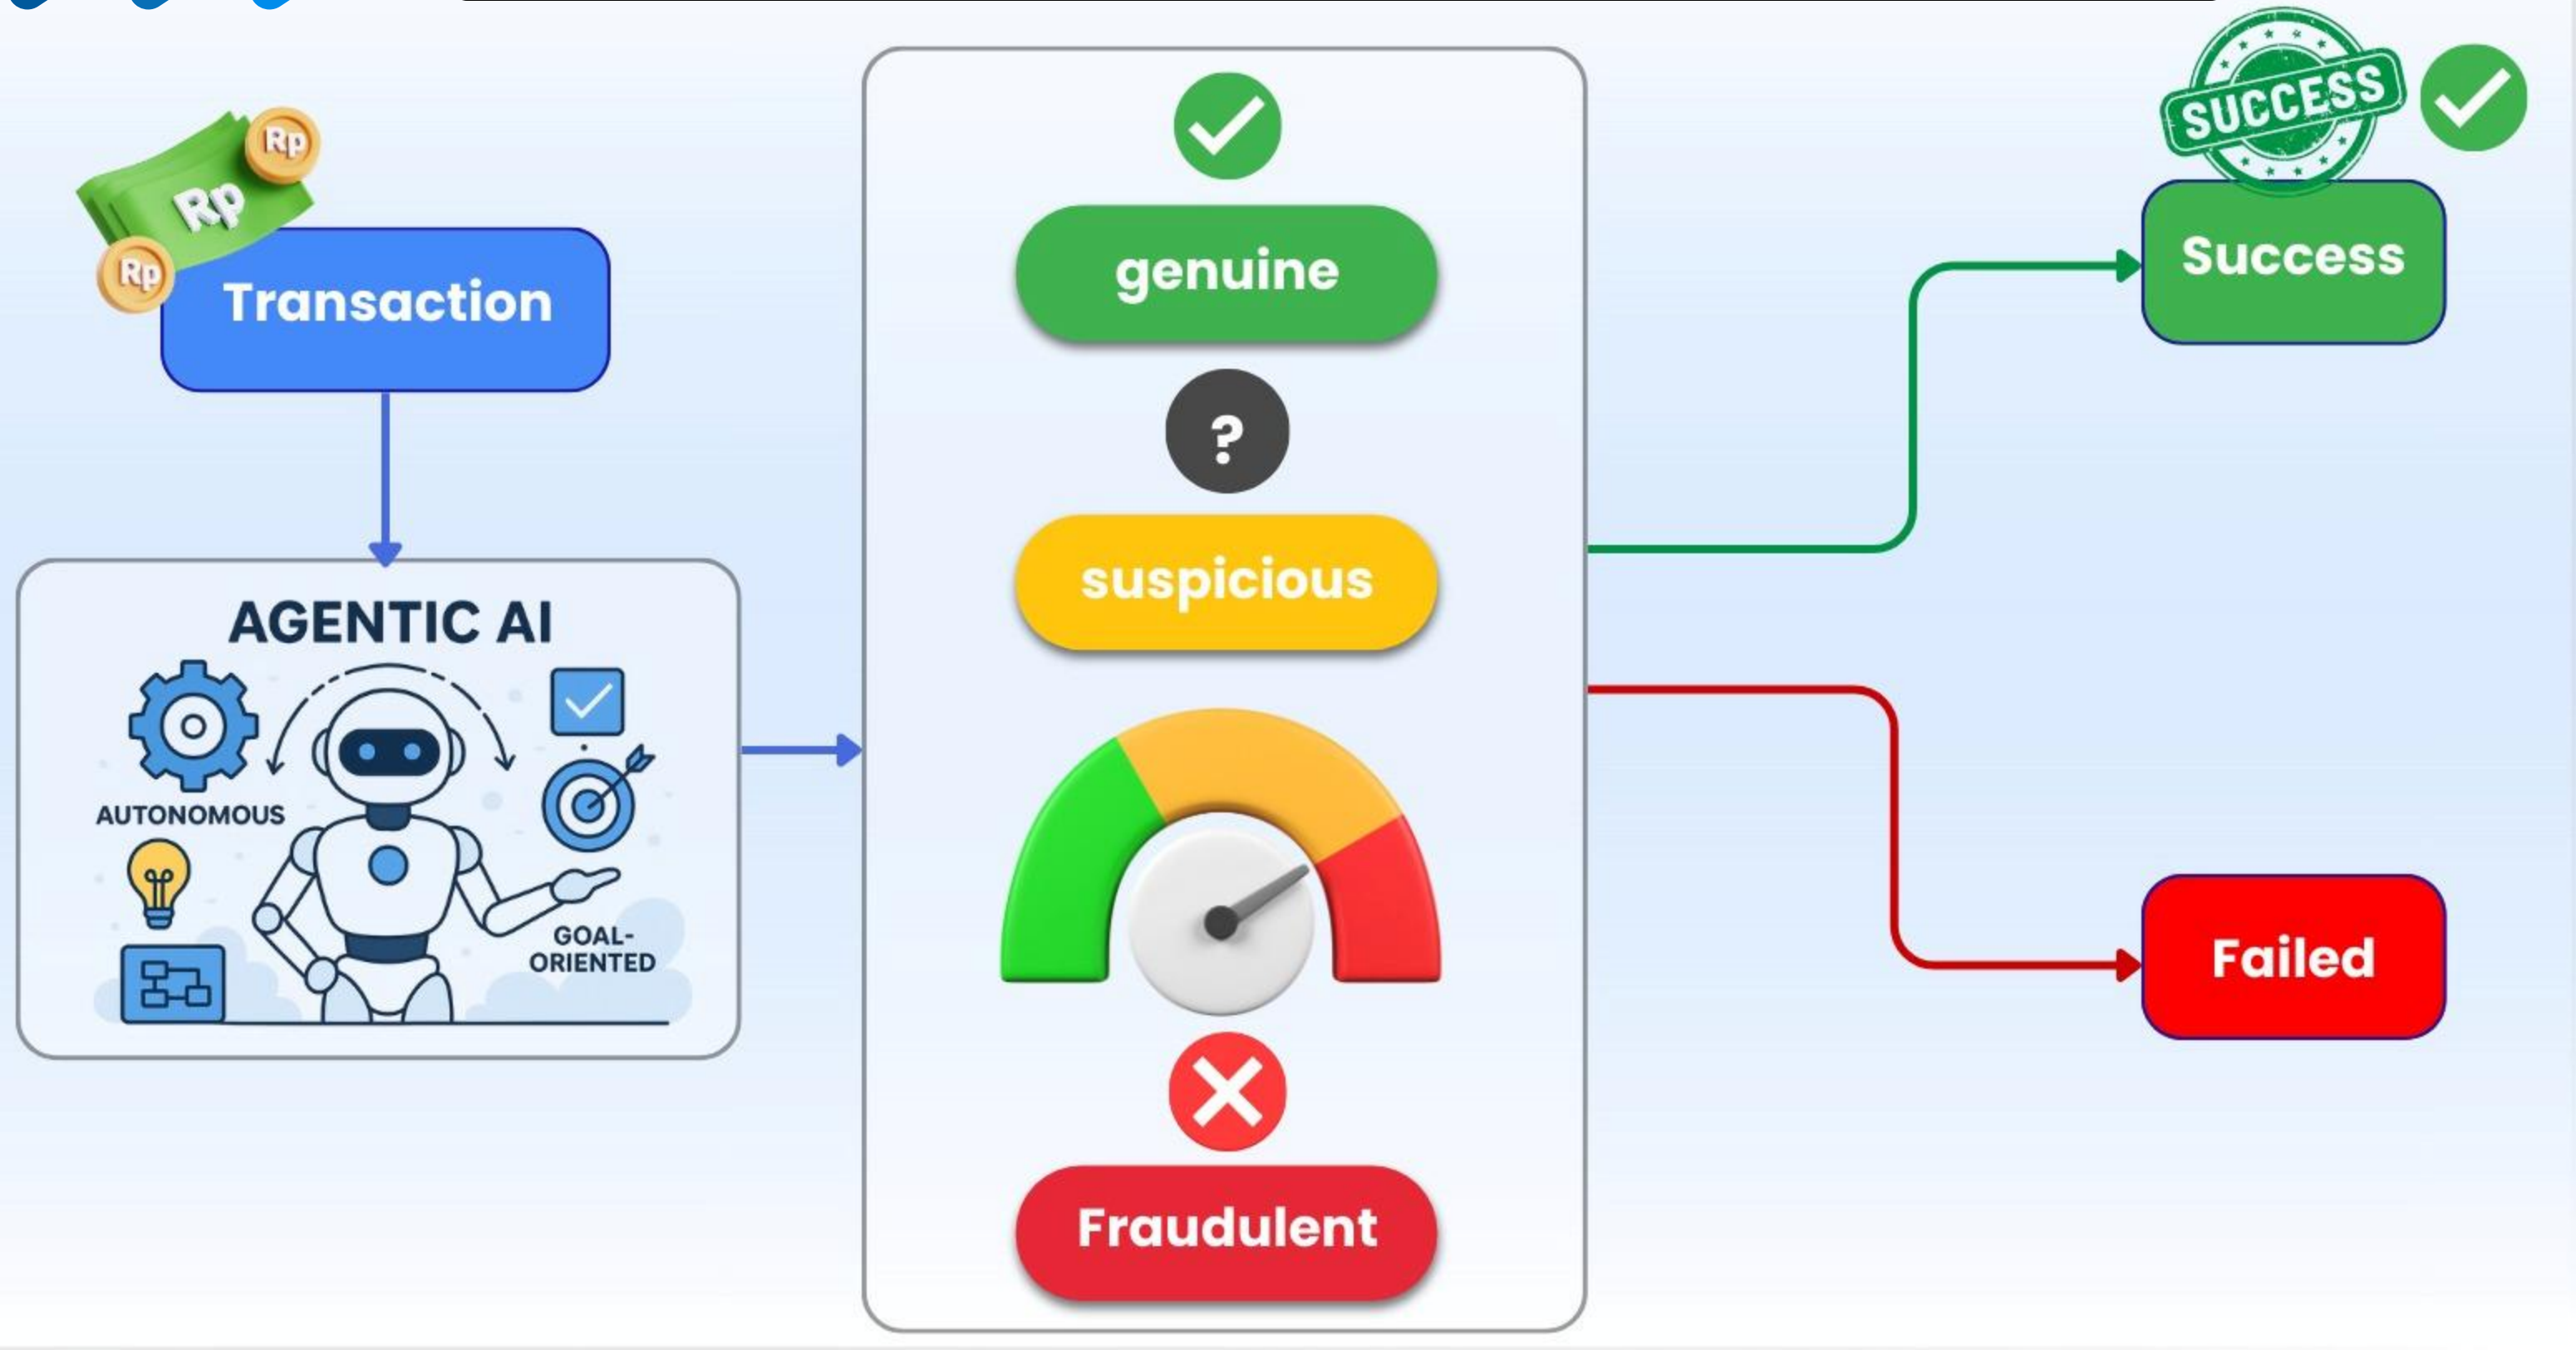 Rp
Rp
Rp
Transaction
AGENTIC AI
AUTONOMOUS
GOAL-
ORIENTED
genuine
?
suspicious
Fraudulent
SUCCESS
Success
Failed